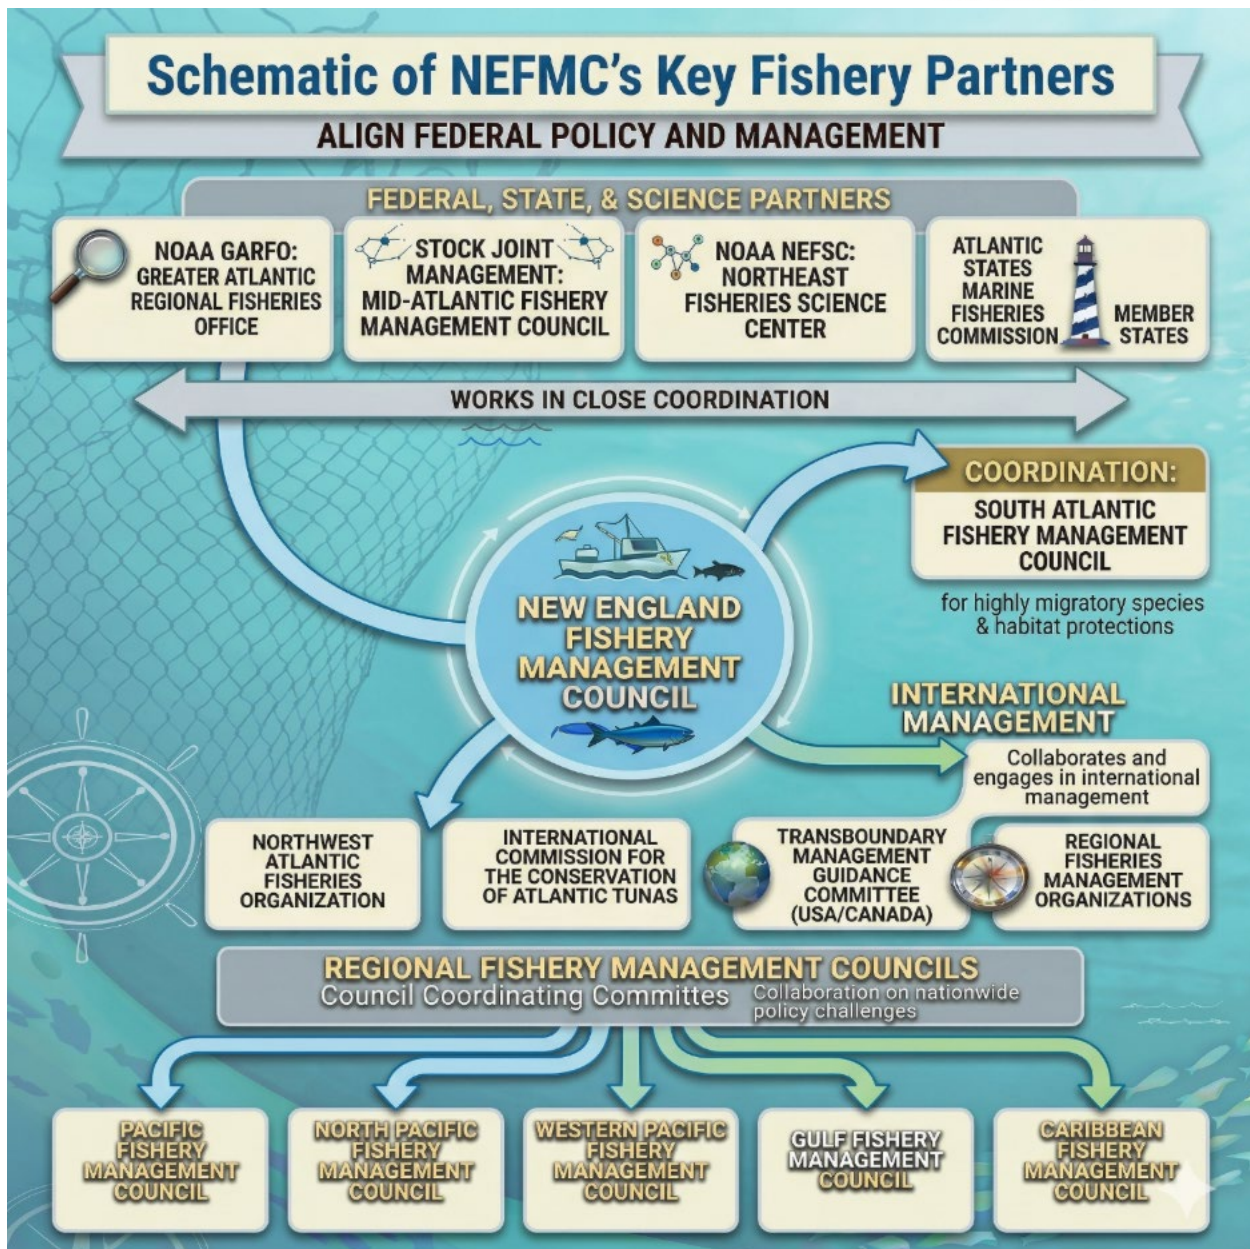 Schematic of NEFMC's Key Fishery Partners
ALIGN FEDERAL POLICY AND MANAGEMENT
FEDERAL, STATE, & SCIENCE PARTNERS
NOAA GARFO:
GREATER ATLANTIC
REGIONAL FISHERIES
OFFICE
STOCK JOINT
MANAGEMENT:
MID-ATLANTIC FISHERY
MANAGEMENT COUNCIL
NOAA NEFSC:
NORTHEAST
FISHERIES SCIENCE
CENTER
ATLANTIC
STATES
MARINE
FISHERIES
COMMISSION
MEMBER
STATES
WORKS IN CLOSE COORDINATION
COORDINATION:
SOUTH ATLANTIC
FISHERY MANAGEMENT
COUNCIL
for highly migratory species
& habitat protections
NEW ENGLAND
FISHERY
MANAGEMENT
COUNCIL
INTERNATIONAL
MANAGEMENT
Collaborates and
engages in international
management
NORTHWEST
ATLANTIC
FISHERIES
ORGANIZATION
INTERNATIONAL
COMMISSION FOR
THE CONSERVATION
OF ATLANTIC TUNAS
TRANSBOUNDARY
MANAGEMENT
GUIDANCE
COMMITTEE
(USA/CANADA)
REGIONAL
FISHERIES
MANAGEMENT
ORGANIZATIONS
REGIONAL FISHERY MANAGEMENT COUNCILS
Council Coordinating Committes
Collaboration on nationwide
policy challenges
PACIFIC
FISHERY
MANAGEMENT
COUNCIL
NORTH PACIFIC
FISHERY
MANAGEMENT
COUNCIL
WESTERN PACIFIC
FISHERY
MANAGEMENT
COUNCIL
GULF FISHERY
MANAGEMENT
COUNCIL
CARIBBEAN
FISHERY
MANAGEMENT
COUNCIL